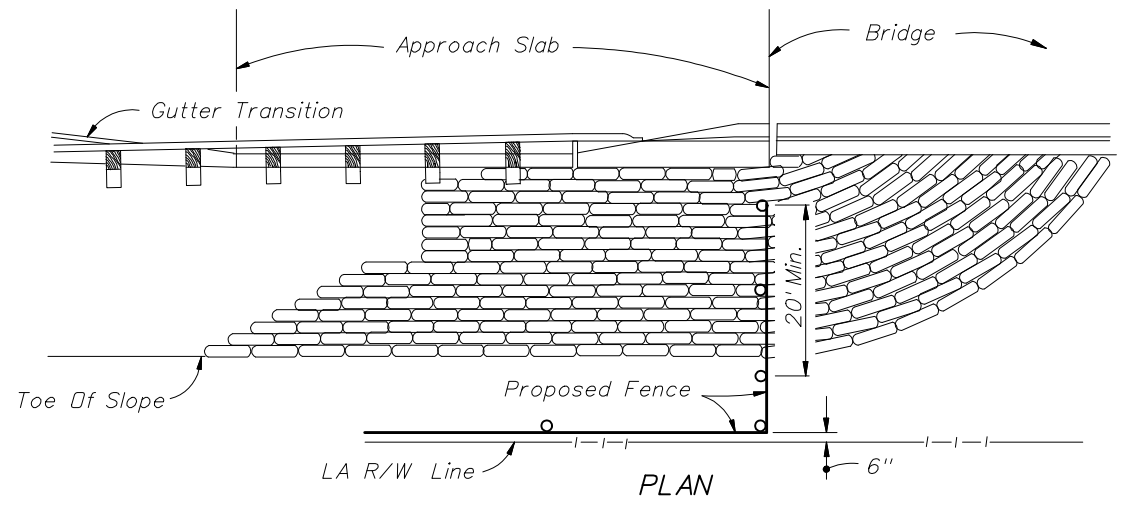 Approach Slab
Bridge
Gutter Transition
20' Min.
Proposed Fence
Toe Of Slope
LA R/W Line
6"
PLAN